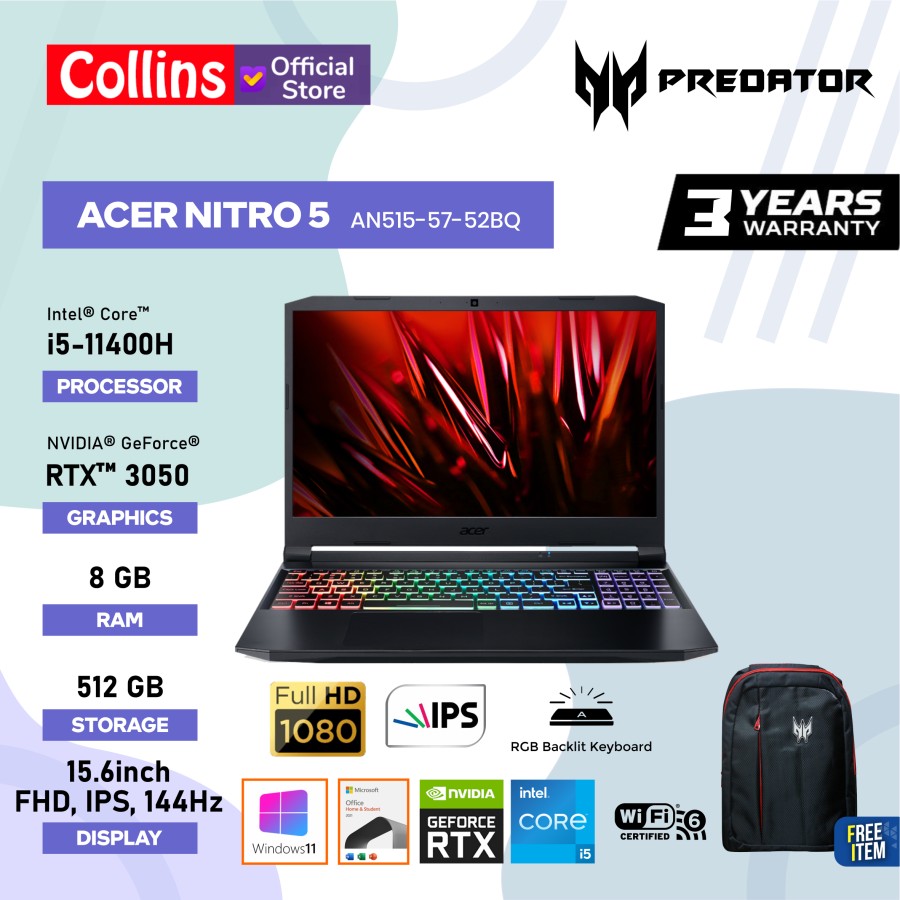 Collins
Official
Store
PREDATOR
ACER NITRO 5 AN515-57-52BQ
3 YEARS
WARRANTY
Intel® Core™
i5-11400H
PROCESSOR
NVIDIA® GeForce®
RTX™ 3050
GRAPHICS
8 GB
RAM
512 GB
STORAGE
15.6inch
FHD, IPS, 144Hz
DISPLAY
acer
Full HD
1080
IPS
A
RGB Backlit Keyboard
Windows11
Microsoft
Office
Home & Student
NVIDIA
GEFORCE
RTX
intel.
CORE
i5
Wi Fi 6
CERTIFIED
FREE
ITEM